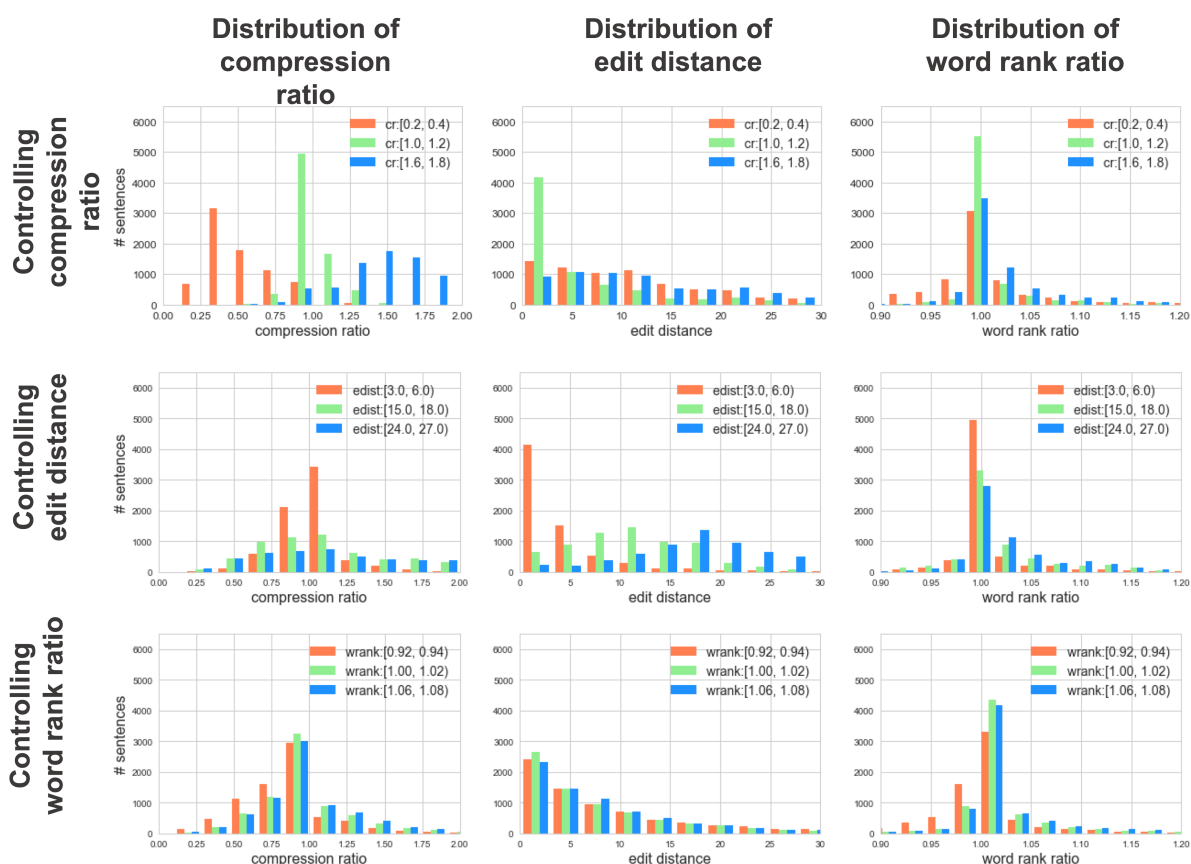 Distribution of
compression
ratio
Distribution of
edit distance
Distribution of
word rank ratio
Controlling
compression
ratio
# sentences
6000
5000
4000
3000
2000
1000
0
cr:[0.2, 0.4)
cr:[1.0, 1.2)
cr:[1.6, 1.8)
0.00 0.25 0.50 0.75 1.00 1.25 1.50 1.75 2.00
compression ratio
6000
5000
4000
3000
2000
1000
0
cr:[0.2, 0.4)
cr:[1.0, 1.2)
cr:[1.6, 1.8)
0 5 10 15 20 25 30
edit distance
6000
5000
4000
3000
2000
1000
0
cr:[0.2, 0.4)
cr:[1.0, 1.2)
cr:[1.6, 1.8)
0.90 0.95 1.00 1.05 1.10 1.15 1.20
word rank ratio
Controlling
edit distance
# sentences
6000
5000
4000
3000
2000
1000
0
edist:[3.0, 6.0)
edist:[15.0, 18.0)
edist:[24.0, 27.0)
0.00 0.25 0.50 0.75 1.00 1.25 1.50 1.75 2.00
compression ratio
6000
5000
4000
3000
2000
1000
0
edist:[3.0, 6.0)
edist:[15.0, 18.0)
edist:[24.0, 27.0)
0 5 10 15 20 25 30
edit distance
6000
5000
4000
3000
2000
1000
0
edist:[3.0, 6.0)
edist:[15.0, 18.0)
edist:[24.0, 27.0)
0.90 0.95 1.00 1.05 1.10 1.15 1.20
word rank ratio
Controlling
word rank ratio
# sentences
6000
5000
4000
3000
2000
1000
0
wrank:[0.92, 0.94)
wrank:[1.00, 1.02)
wrank:[1.06, 1.08)
0.00 0.25 0.50 0.75 1.00 1.25 1.50 1.75 2.00
compression ratio
6000
5000
4000
3000
2000
1000
0
wrank:[0.92, 0.94)
wrank:[1.00, 1.02)
wrank:[1.06, 1.08)
0 5 10 15 20 25 30
edit distance
6000
5000
4000
3000
2000
1000
0
wrank:[0.92, 0.94)
wrank:[1.00, 1.02)
wrank:[1.06, 1.08)
0.90 0.95 1.00 1.05 1.10 1.15 1.20
word rank ratio